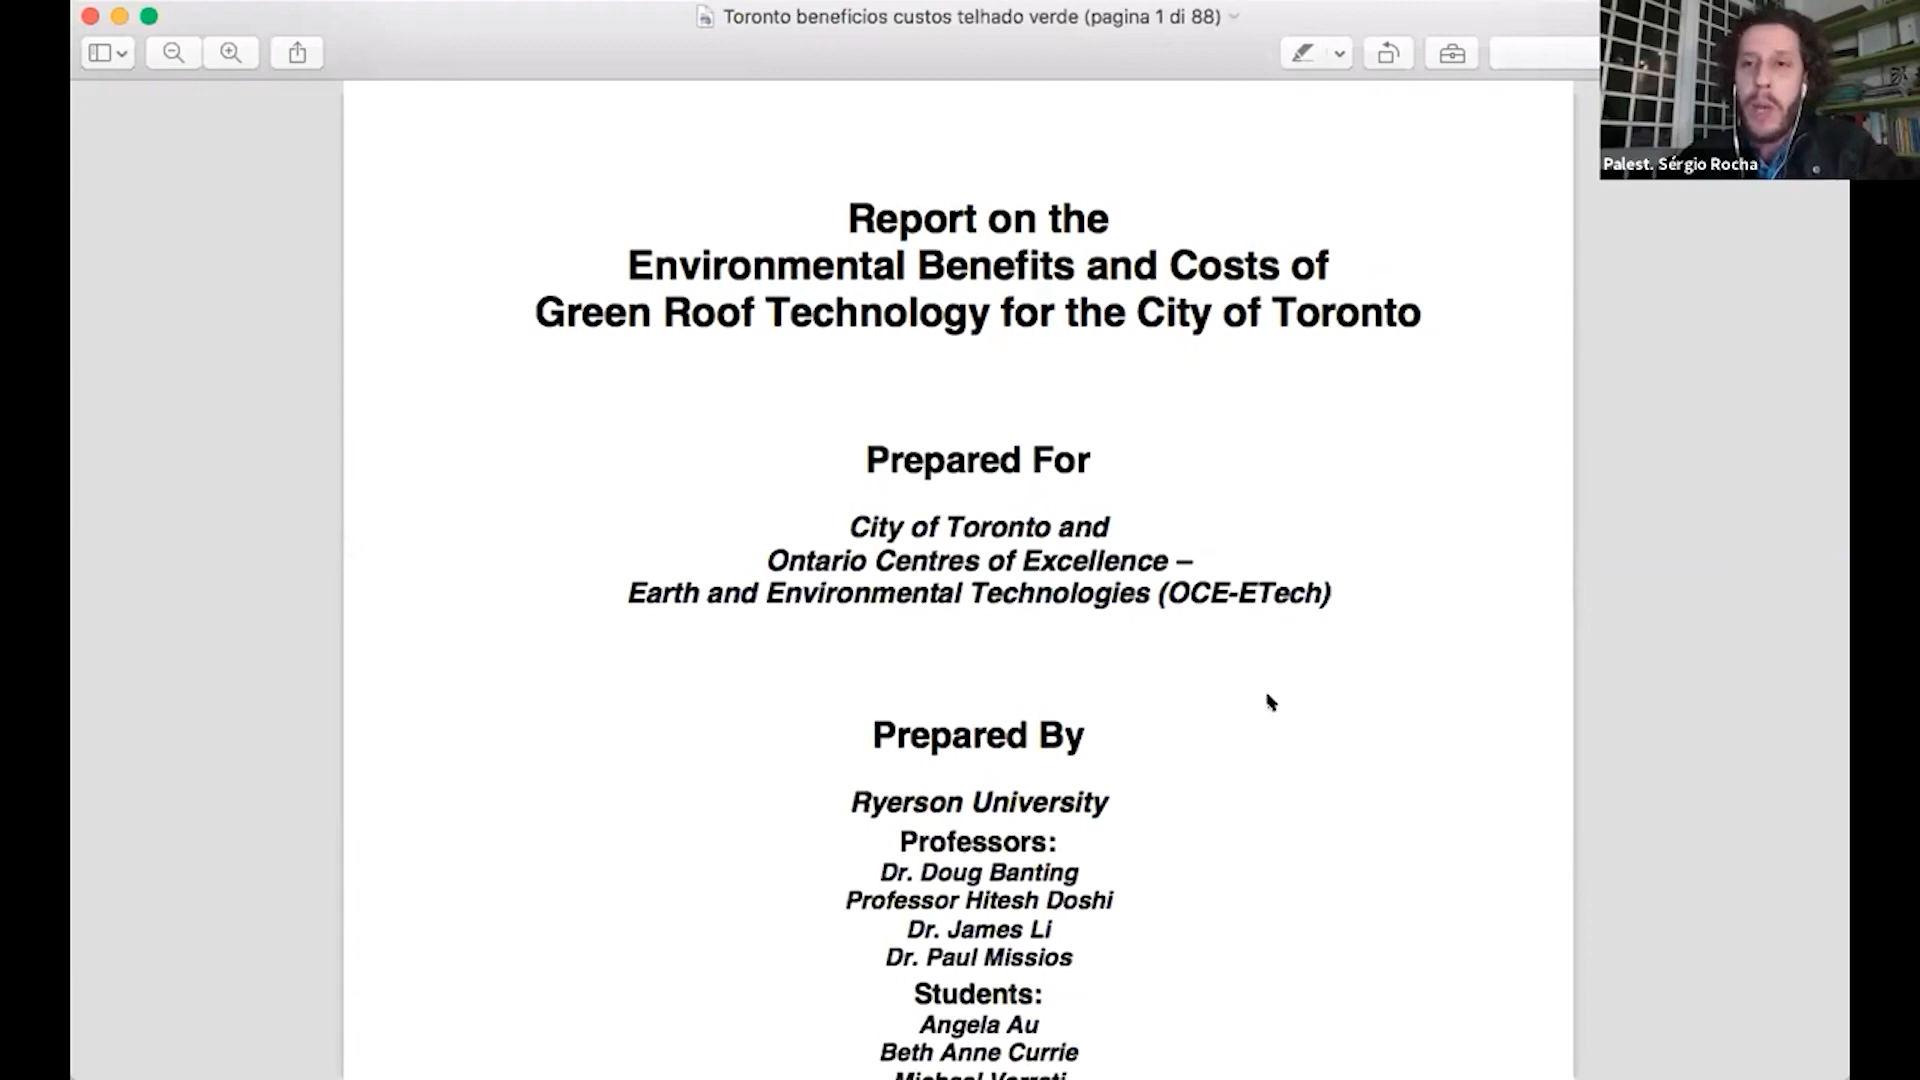 Toronto beneficios custos telhado verde (pagina 1 di 88)
Palest. Sérgio Rocha
Report on the
Environmental Benefits and Costs of
Green Roof Technology for the City of Toronto
Prepared For
City of Toronto and
Ontario Centres of Excellence –
Earth and Environmental Technologies (OCE-ETech)
Prepared By
Ryerson University
Professors:
Dr. Doug Banting
Professor Hitesh Doshi
Dr. James Li
Dr. Paul Missios
Students:
Angela Au
Beth Anne Currie